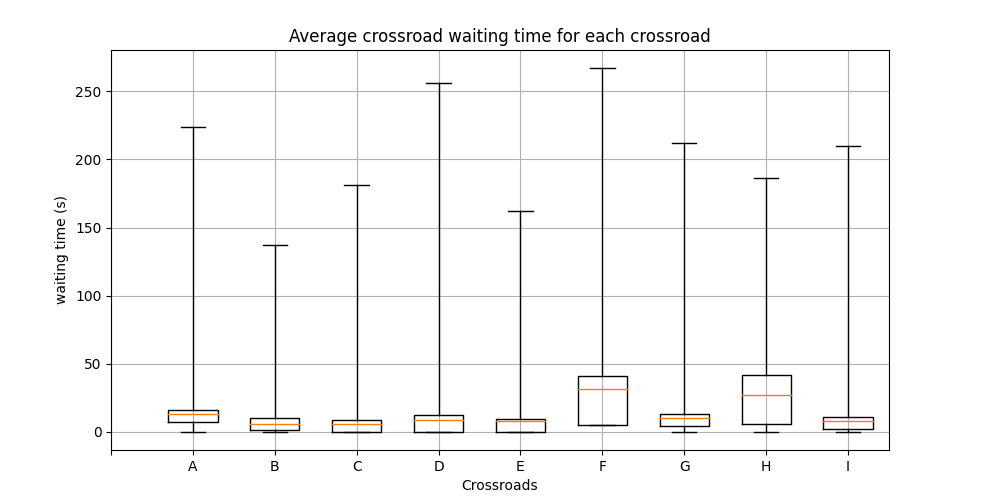 Average crossroad waiting time for each crossroad
250
200
150
100
50
0
waiting time (s)
A B C D E F G H I
Crossroads